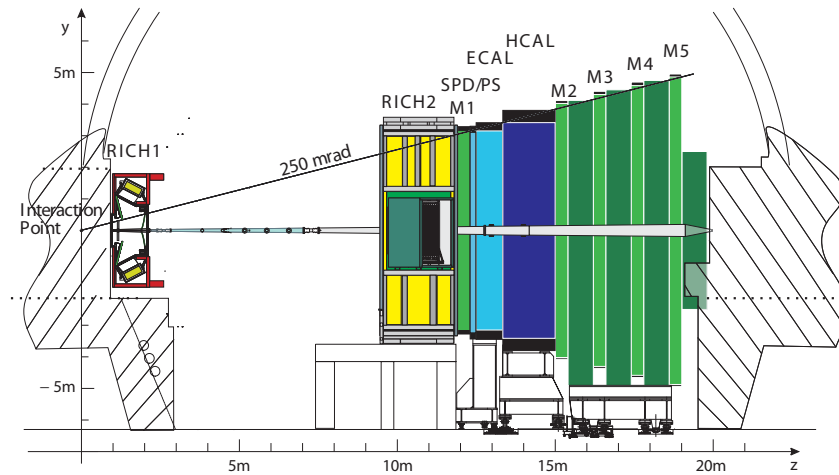 y
5m
M5
HCAL
M4
ECAL
M3
SPD/PS
M2
RICH2
M1
RICH1
250 mrad
Interaction
Point
− 5m
5m
10m
15m
20m
z